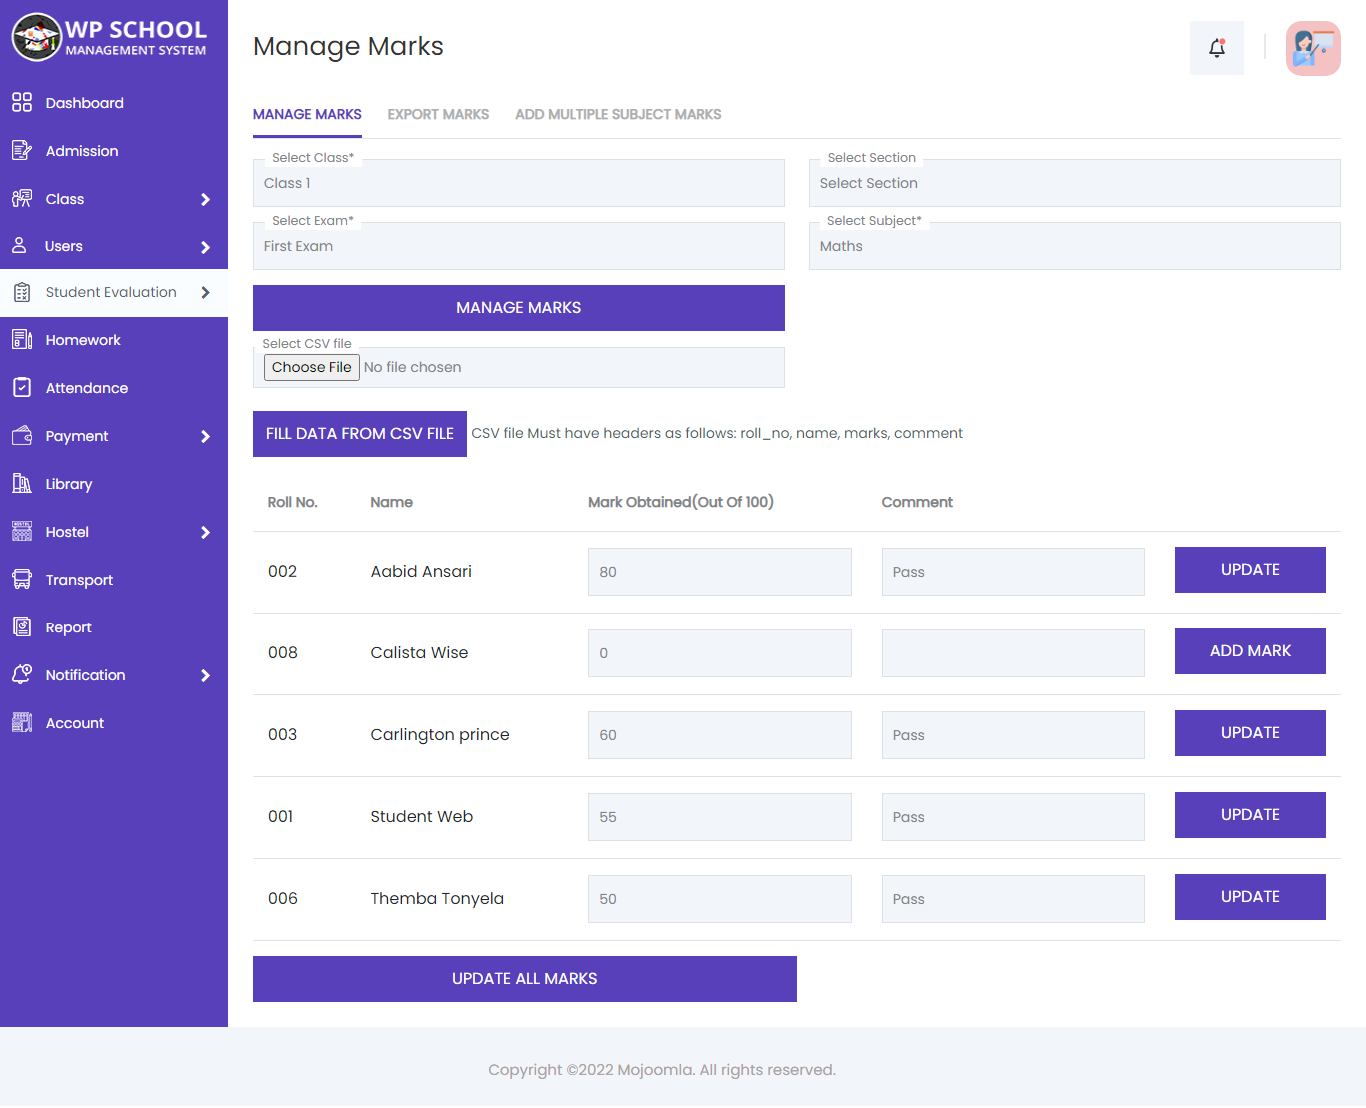 WP SCHOOL
MANAGEMENT SYSTEM
Dashboard
Admission
Class
Users
Student Evaluation
Homework
Attendance
Payment
Library
Hostel
Transport
Report
Notification
Account
Manage Marks
MANAGE MARKS EXPORT MARKS ADD MULTIPLE SUBJECT MARKS
Select Class* Select Section
Class 1 Select Section
Select Exam* Select Subject*
First Exam Maths
MANAGE MARKS
Select CSV file
Choose File No file chosen
FILL DATA FROM CSV FILE CSV file Must have headers as follows: roll_no, name, marks, comment
Roll No. Name Mark Obtained(Out Of 100) Comment
002 Aabid Ansari 80 Pass UPDATE
008 Calista Wise 0 ADD MARK
003 Carlington prince 60 Pass UPDATE
001 Student Web 55 Pass UPDATE
006 Themba Tonyela 50 Pass UPDATE
UPDATE ALL MARKS
Copyright ©2022 Mojoomla. All rights reserved.